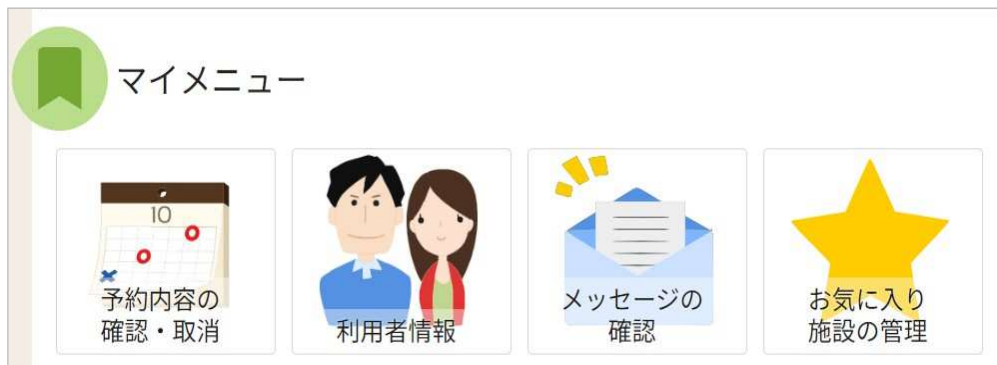 マイメニュー
10
予約内容の
確認・取消
利用者情報
メッセージの
確認
お気に入り
施設の管理